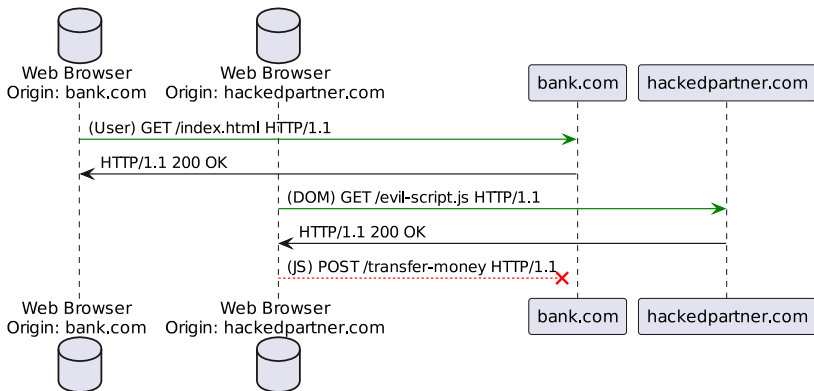 Web Browser
Origin: bank.com
Web Browser
Origin: hackedpartner.com
bank.com
hackedpartner.com
(User) GET /index.html HTTP/1.1
HTTP/1.1 200 OK
(DOM) GET /evil-script.js HTTP/1.1
HTTP/1.1 200 OK
(JS) POST /transfer-money HTTP/1.1
Web Browser
Origin: bank.com
Web Browser
Origin: hackedpartner.com
bank.com
hackedpartner.com